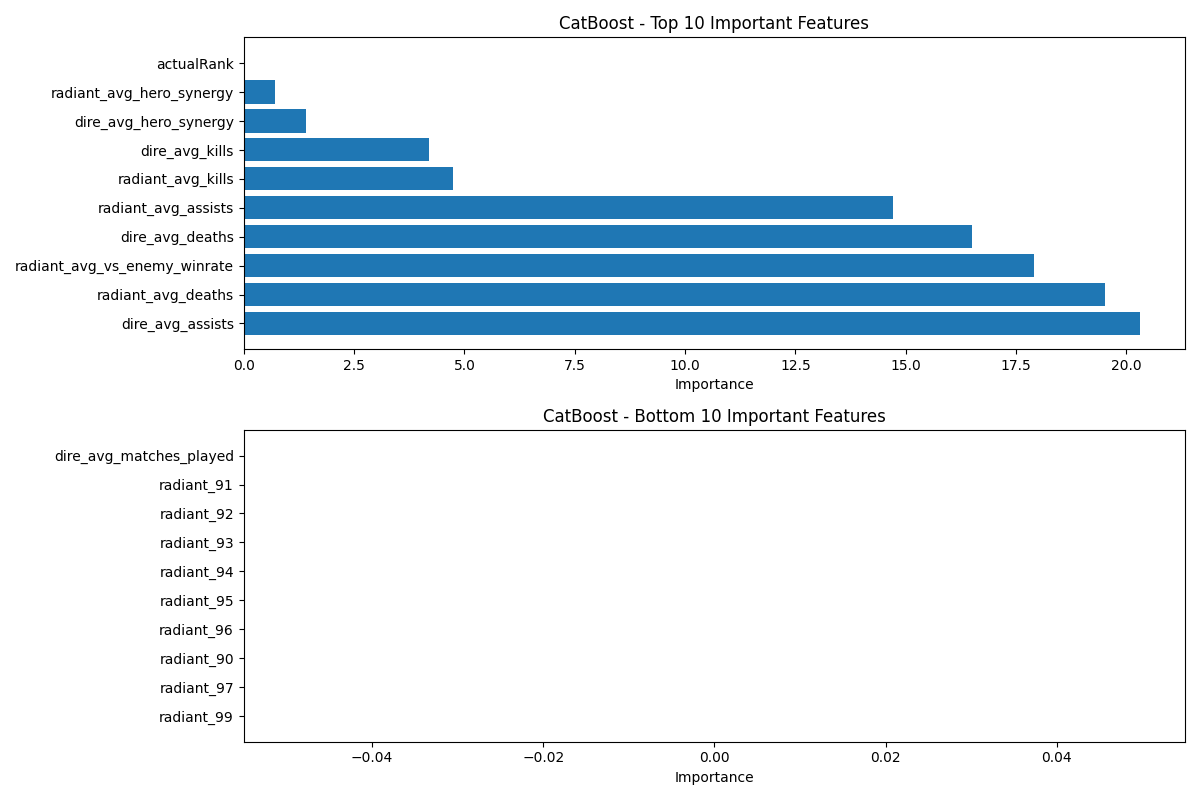 CatBoost - Top 10 Important Features
actualRank
radiant_avg_hero_synergy
dire_avg_hero_synergy
dire_avg_kills
radiant_avg_kills
radiant_avg_assists
dire_avg_deaths
radiant_avg_vs_enemy_winrate
radiant_avg_deaths
dire_avg_assists
0.0 2.5 5.0 7.5 10.0 12.5 15.0 17.5 20.0
Importance
CatBoost - Bottom 10 Important Features
dire_avg_matches_played
radiant_91
radiant_92
radiant_93
radiant_94
radiant_95
radiant_96
radiant_90
radiant_97
radiant_99
−0.04 −0.02 0.00 0.02 0.04
Importance